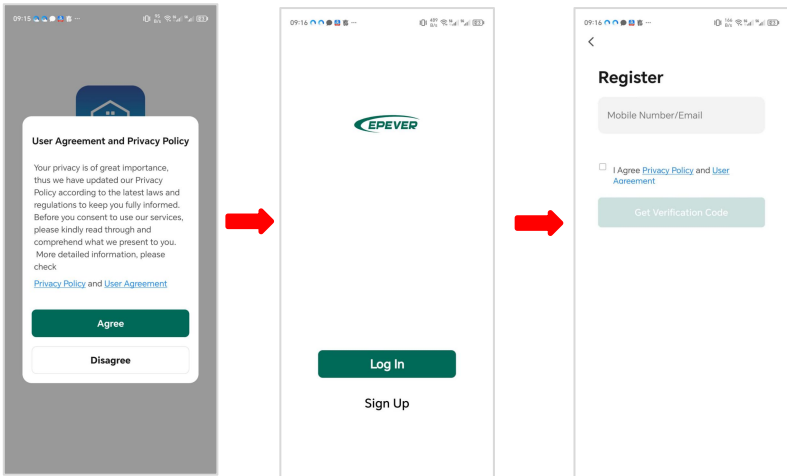 09:15
User Agreement and Privacy Policy
Your privacy is of great importance,
thus we have updated our Privacy
Policy according to the latest laws and
regulations to keep you fully informed.
Before you consent to use our services,
please kindly read through and
comprehend what we present to you.
More detailed information, please
check
Privacy Policy and User Agreement
Agree
Disagree
09:16
EPEVER
Log In
Sign Up
09:16
Register
Mobile Number/Email
I Agree Privacy Policy and User
Agreement
Get Verification Code